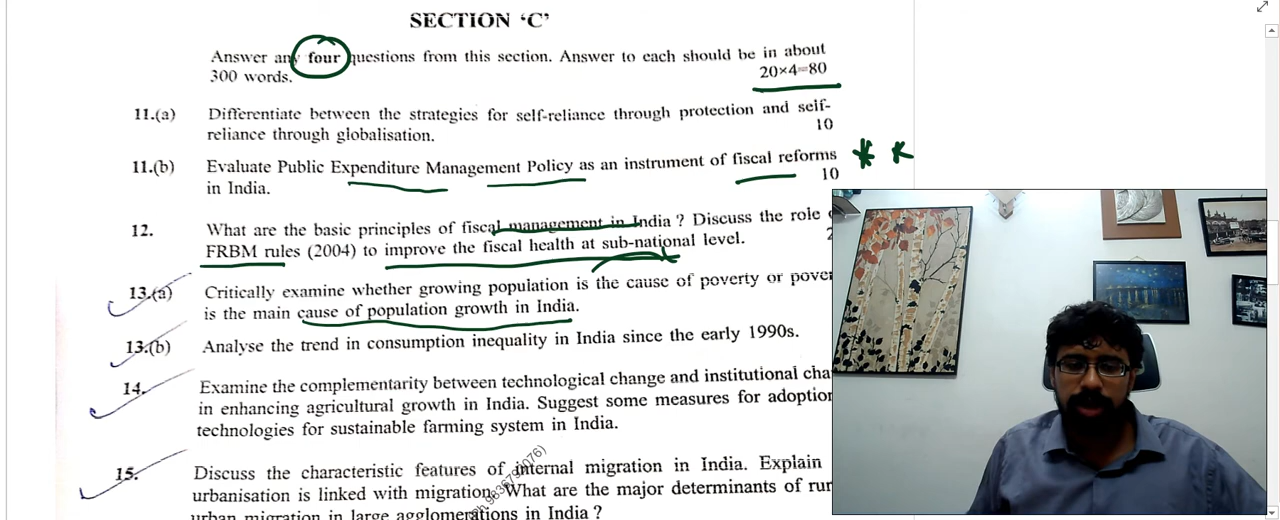 SECTION ‘C’
Answer any four questions from this section. Answer to each should be in about
300 words.
20×4=80
11.(a) Differentiate between the strategies for self-reliance through protection and self-
reliance through globalisation.
10
11.(b) Evaluate Public Expenditure Management Policy as an instrument of fiscal reforms
in India.
10
12. What are the basic principles of fiscal management in India ? Discuss the role
FRBM rules (2004) to improve the fiscal health at sub-national level.
13.(a) Critically examine whether growing population is the cause of poverty or pover
is the main cause of population growth in India.
13.(b) Analyse the trend in consumption inequality in India since the early 1990s.
14. Examine the complementarity between technological change and institutional cha
in enhancing agricultural growth in India. Suggest some measures for adoption
technologies for sustainable farming system in India.
15. Discuss the characteristic features of internal migration in India. Explain
urbanisation is linked with migration. What are the major determinants of rur
urban migration in large agglomerations in India ?